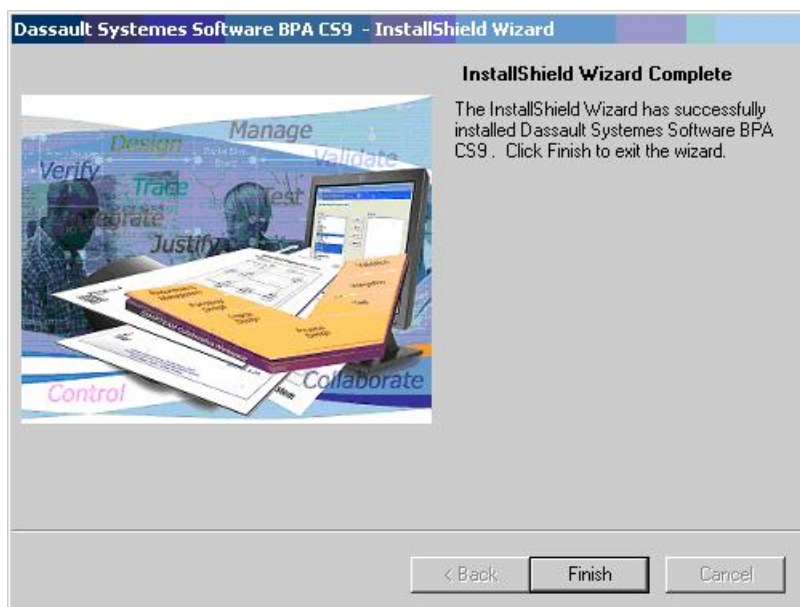 Dassault Systemes Software BPA CS9 - InstallShield Wizard
InstallShield Wizard Complete
The InstallShield Wizard has successfully
installed Dassault Systemes Software BPA
CS9 . Click Finish to exit the wizard.
Manage
Design
Validate
Verify
Trace
Test
Justify
Collaborate
Control
< Back
Finish
Cancel